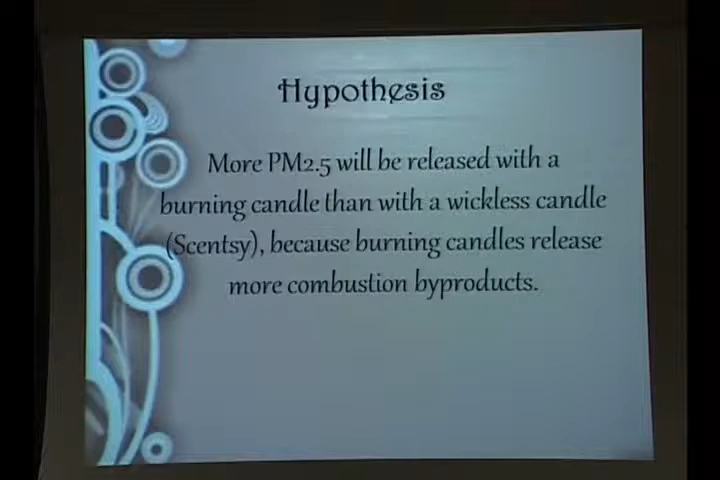 Hypothesis
More PM2.5 will be released with a
burning candle than with a wickless candle
(Scentsy), because burning candles release
more combustion byproducts.